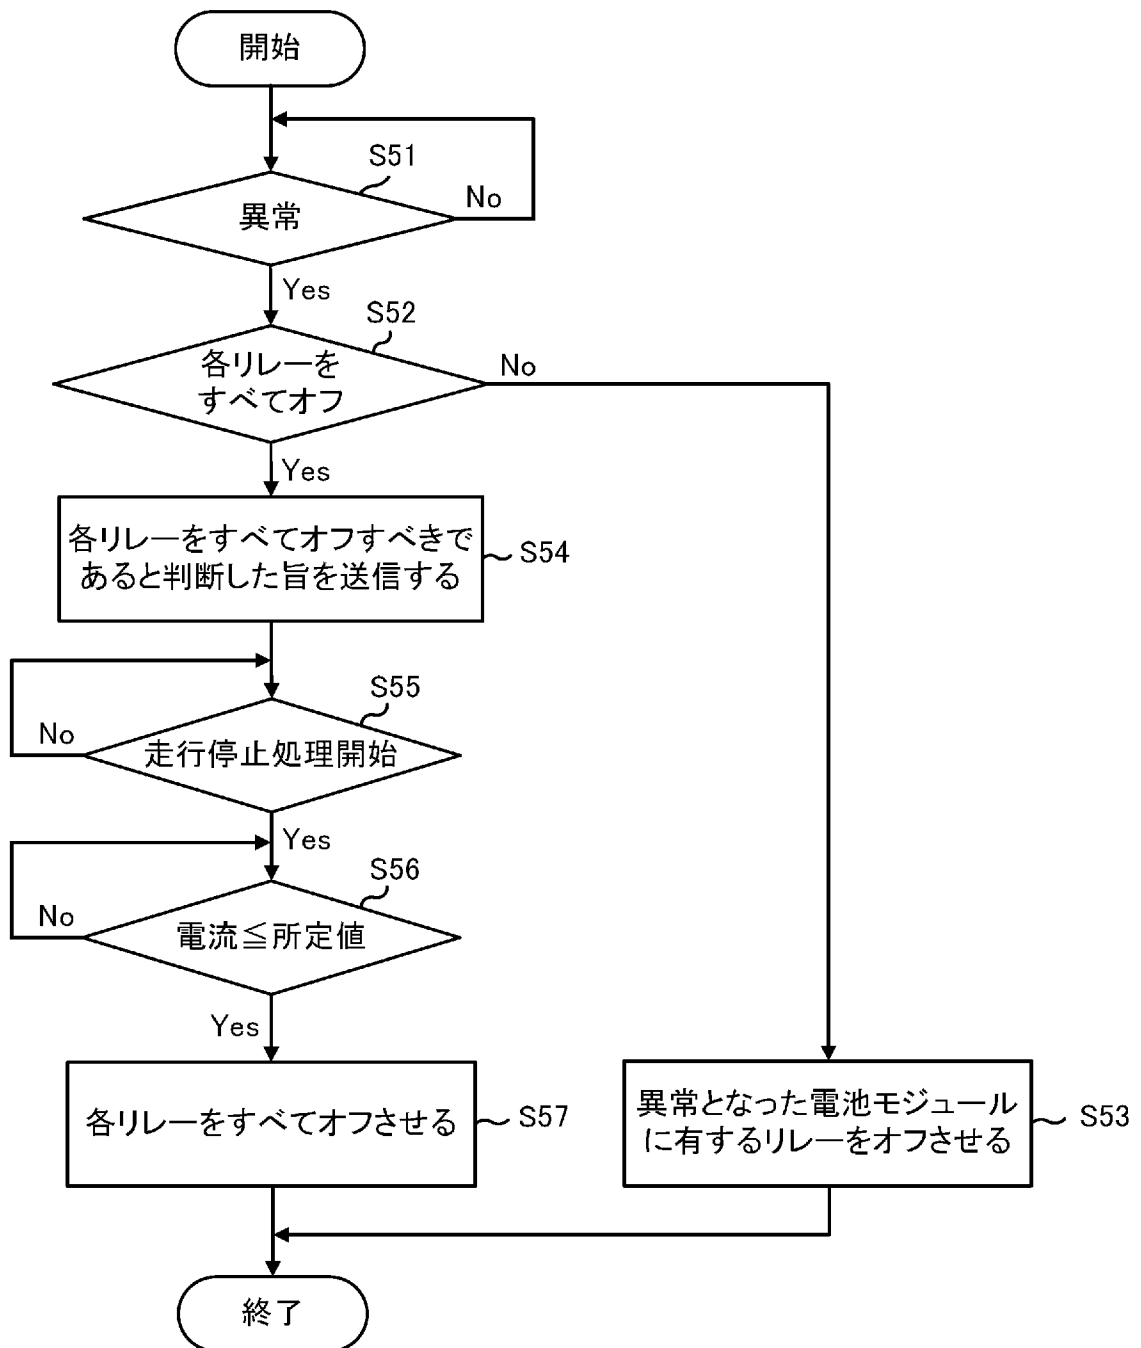 開始
S51
異常
No
Yes
S52
各リレーを
すべてオフ
No
Yes
各リレーをすべてオフすべきで
あると判断した旨を送信する
S54
S55
走行停止処理開始
No
Yes
S56
電流≦所定値
No
Yes
各リレーをすべてオフさせる
S57
異常となった電池モジュール
に有するリレーをオフさせる
S53
終了